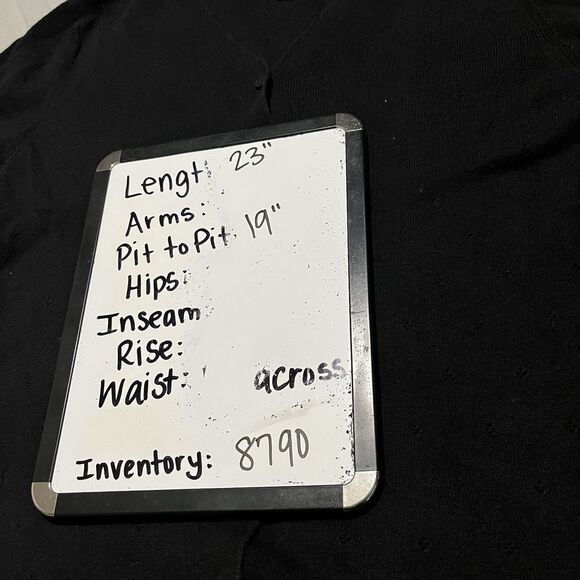 Lengt 23"
Arms:
Pit to Pit. 19"
Hips:
Inseam
Rise:
Waist: across
Inventory: 8790